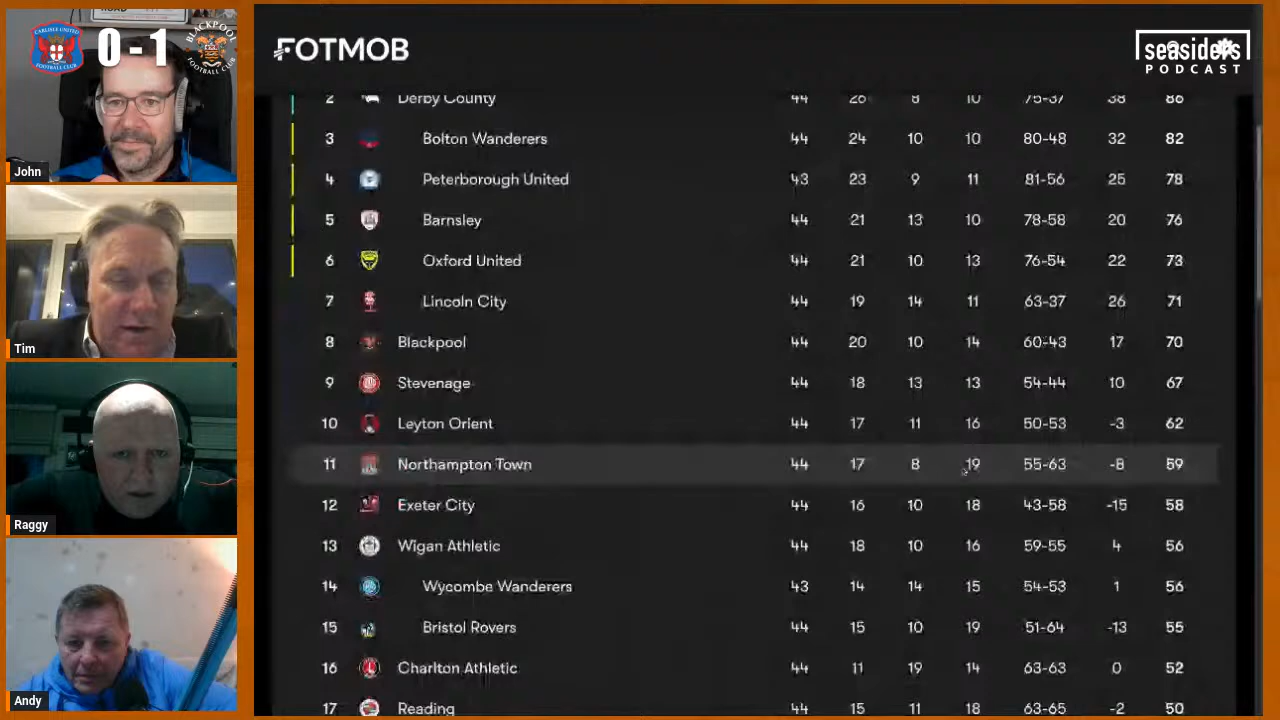 CARLISLE UNITED
FOOTBALL CLUB
0 - 1
BLACKPOOL
FOOTBALL CLUB
John
Tim
Raggy
Andy
FOTMOB
seasiders
PODCAST
2 Derby County 44 26 8 10 75-37 38 86
3 Bolton Wanderers 44 24 10 10 80-48 32 82
4 Peterborough United 43 23 9 11 81-56 25 78
5 Barnsley 44 21 13 10 78-58 20 76
6 Oxford United 44 21 10 13 76-54 22 73
7 Lincoln City 44 19 14 11 63-37 26 71
8 Blackpool 44 20 10 14 60-43 17 70
9 Stevenage 44 18 13 13 54-44 10 67
10 Leyton Orient 44 17 11 16 50-53 -3 62
11 Northampton Town 44 17 8 19 55-63 -8 59
12 Exeter City 44 16 10 18 43-58 -15 58
13 Wigan Athletic 44 18 10 16 59-55 4 56
14 Wycombe Wanderers 43 14 14 15 54-53 1 56
15 Bristol Rovers 44 15 10 19 51-64 -13 55
16 Charlton Athletic 44 11 19 14 63-63 0 52
17 Reading 44 15 11 18 63-65 -2 50